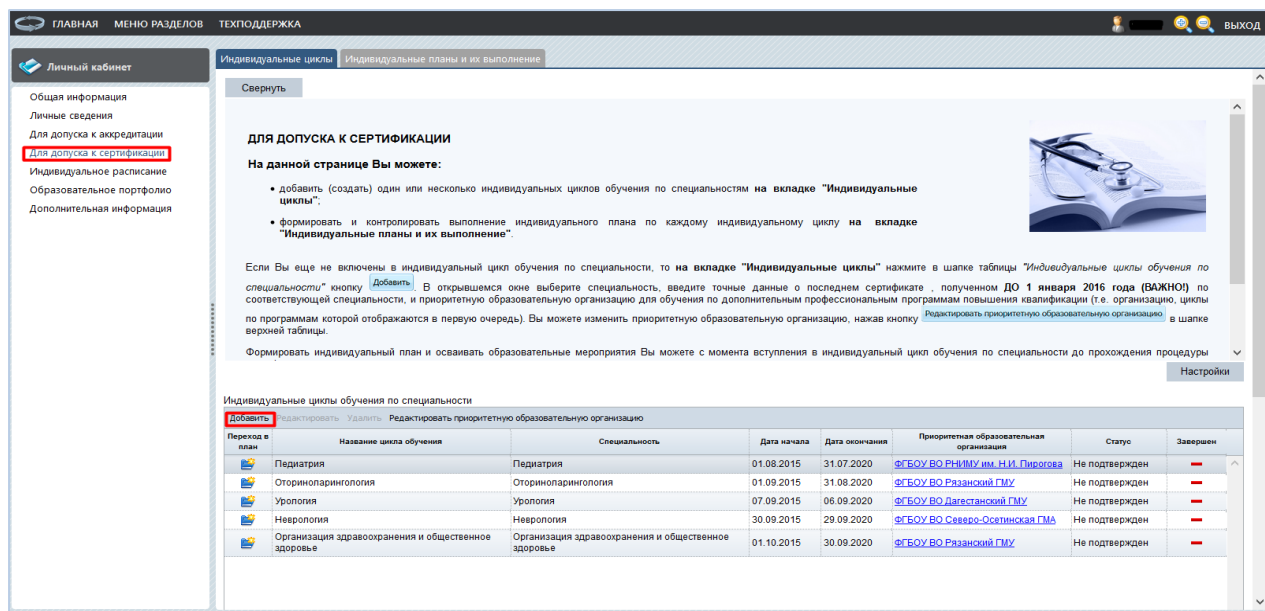 ГЛАВНАЯ МЕНЮ РАЗДЕЛОВ ТЕХПОДДЕРЖКА ВЫХОД
Личный кабинет
Общая информация
Личные сведения
Для допуска к аккредитации
Для допуска к сертификации
Индивидуальное расписание
Образовательное портфолио
Дополнительная информация
Индивидуальные циклы Индивидуальные планы и их выполнение
Свернуть
ДЛЯ ДОПУСКА К СЕРТИФИКАЦИИ
На данной странице Вы можете:
• добавить (создать) один или несколько индивидуальных циклов обучения по специальностям на вкладке "Индивидуальные
циклы";
• формировать и контролировать выполнение индивидуального плана по каждому индивидуальному циклу на вкладке
"Индивидуальные планы и их выполнение".
Если Вы еще не включены в индивидуальный цикл обучения по специальности, то на вкладке "Индивидуальные циклы" нажмите в шапке таблицы "Индивидуальные циклы обучения по
специальности" кнопку Добавить . В открывшемся окне выберите специальность, введите точные данные о последнем сертификате , полученном ДО 1 января 2016 года (ВАЖНО!) по
соответствующей специальности, и приоритетную образовательную организацию для обучения по дополнительным профессиональным программам повышения квалификации (т.е. организацию, циклы
по программам которой отображаются в первую очередь). Вы можете изменить приоритетную образовательную организацию, нажав кнопку Редактировать приоритетную образовательную организацию в шапке
верхней таблицы.
Формировать индивидуальный план и осваивать образовательные мероприятия Вы можете с момента вступления в индивидуальный цикл обучения по специальности до прохождения процедуры
Настройки
Индивидуальные циклы обучения по специальности
Добавить Редактировать Удалить Редактировать приоритетную образовательную организацию
Переход в план Название цикла обучения Специальность Дата начала Дата окончания Приоритетная образовательная организация Статус Завершен
Педиатрия Педиатрия 01.08.2015 31.07.2020 ФГБОУ ВО РНИМУ им. Н.И. Пирогова Не подтвержден
Оториноларингология Оториноларингология 01.09.2015 31.08.2020 ФГБОУ ВО Рязанский ГМУ Не подтвержден
Урология Урология 07.09.2015 06.09.2020 ФГБОУ ВО Дагестанский ГМУ Не подтвержден
Неврология Неврология 30.09.2015 29.09.2020 ФГБОУ ВО Северо-Осетинская ГМА Не подтвержден
Организация здравоохранения и общественное здоровье Организация здравоохранения и общественное здоровье 01.10.2015 30.09.2020 ФГБОУ ВО Рязанский ГМУ Не подтвержден